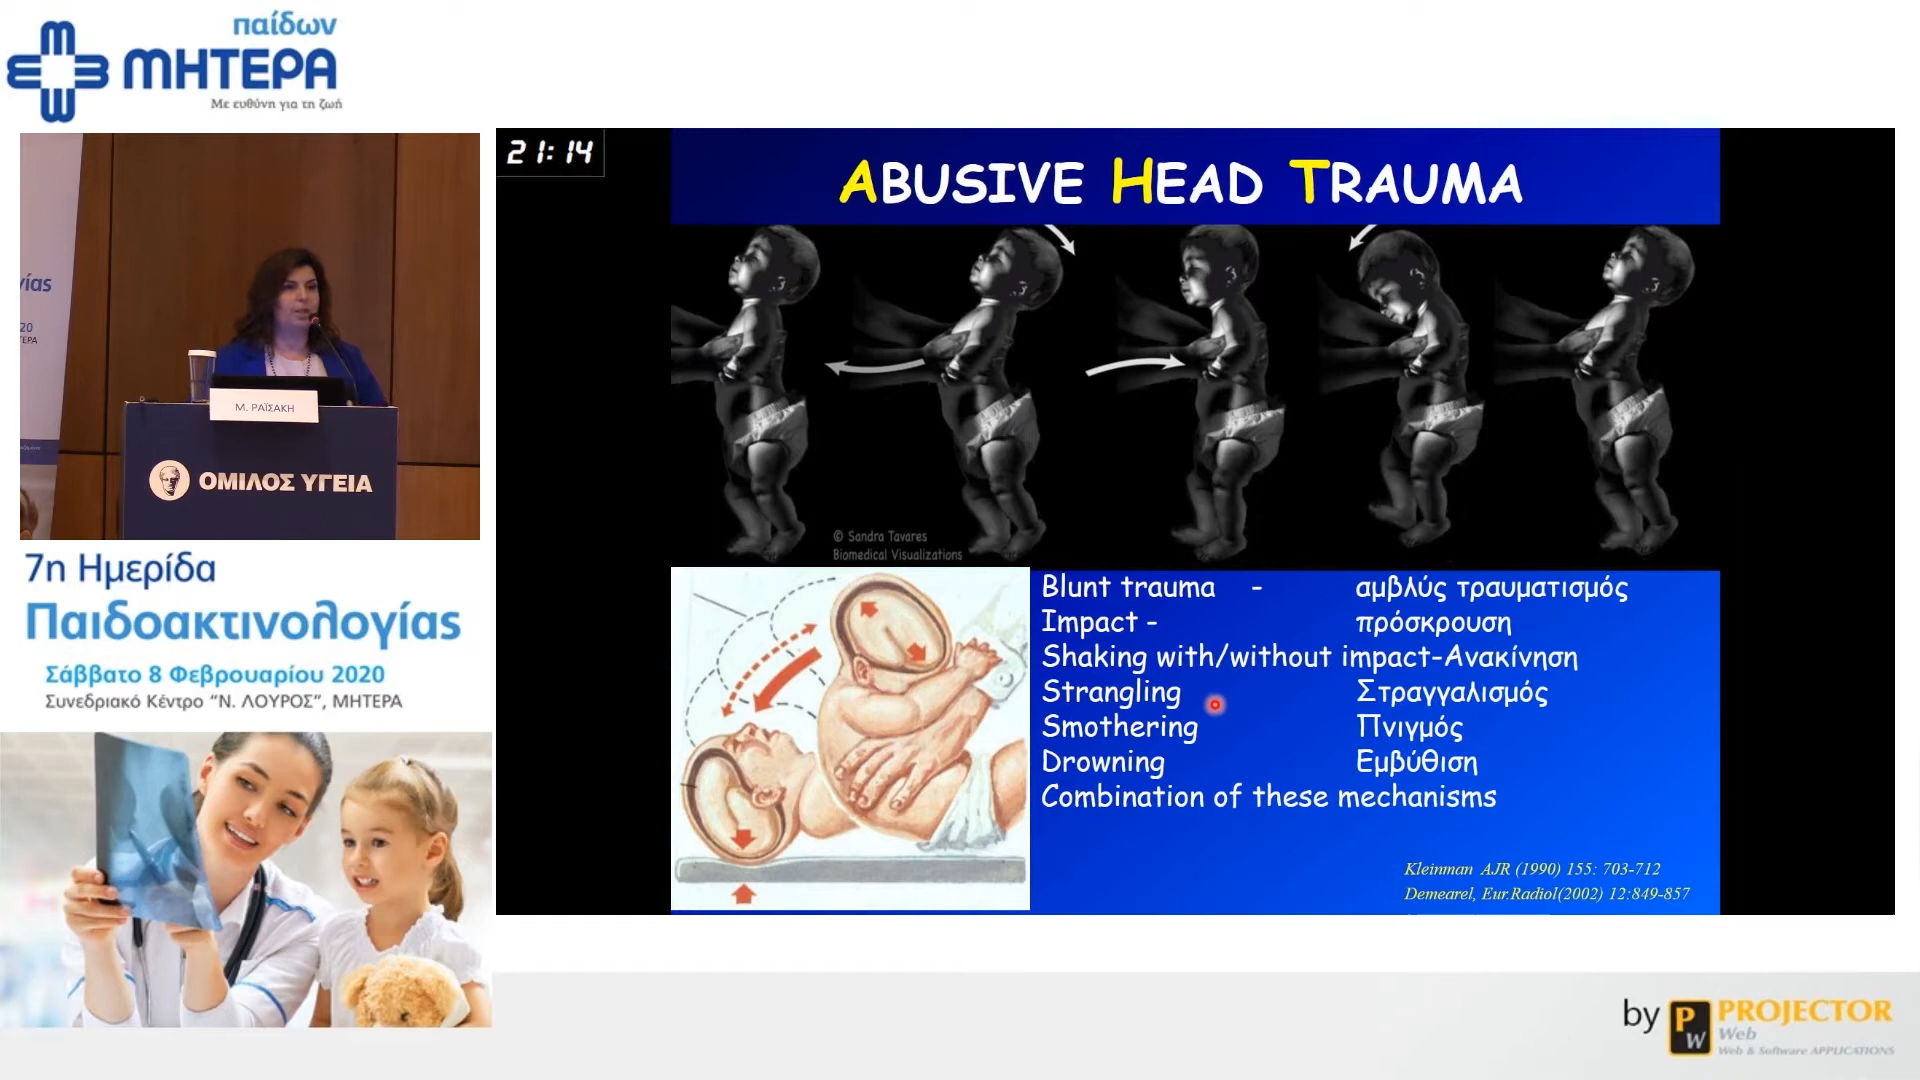 παίδων
ΜΗΤΕΡΑ
Με ευθύνη για τη ζωή
21:14
ABUSIVE HEAD TRAUMA
© Sandra Tavares
Biomedical Visualizations
Blunt trauma - αμβλύς τραυματισμός
Impact - πρόσκρουση
Shaking with/without impact-Ανακίνηση
Strangling Στραγγαλισμός
Smothering Πνιγμός
Drowning Εμβύθιση
Combination of these mechanisms
Kleinman AJR (1990) 155: 703-712
Demearel, Eur.Radiol(2002) 12:849-857
Μ. ΡΑΪΣΑΚΗ
ΟΜΙΛΟΣ ΥΓΕΙΑ
7η Ημερίδα
Παιδοακτινολογίας
Σάββατο 8 Φεβρουαρίου 2020
Συνεδριακό Κέντρο “Ν. ΛΟΥΡΟΣ”, ΜΗΤΕΡΑ
by PW PROJECTOR
Web
Web & Software APPLICATIONS